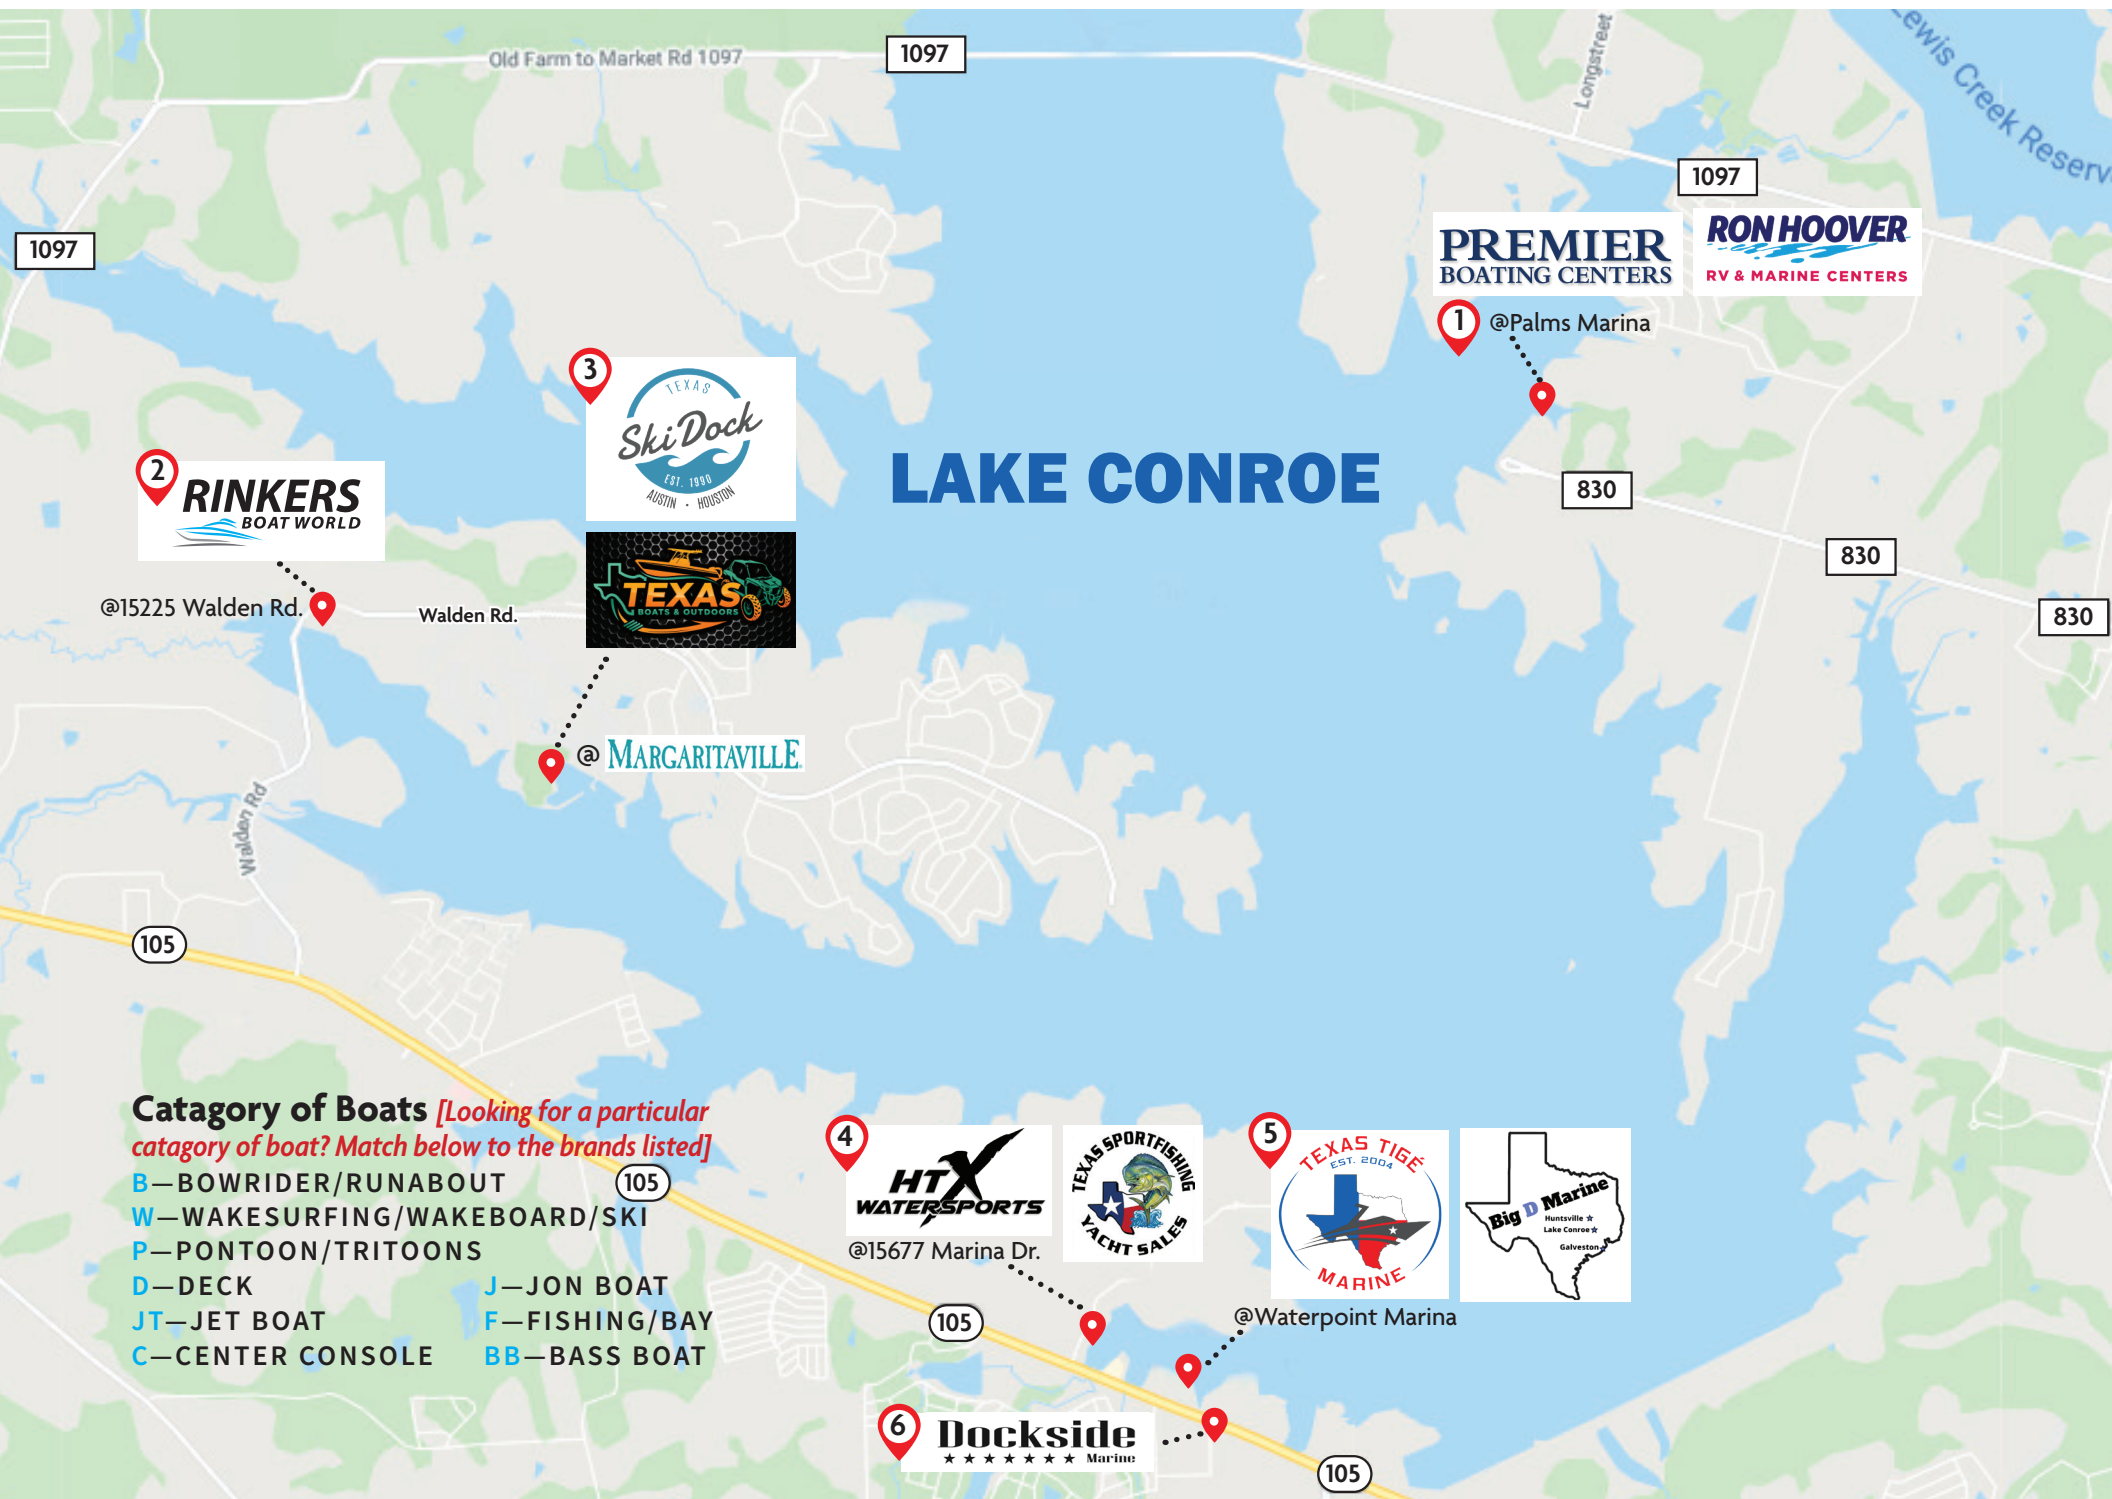 Old Farm to Market Rd 1097
1097
Longstreet
Lewis Creek Reserv
1097
1097
PREMIER
BOATING CENTERS
RON HOOVER
RV & MARINE CENTERS
1
@Palms Marina
3
TEXAS
Ski Dock
EST. 1990
AUSTIN · HOUSTON
LAKE CONROE
2
RINKERS
BOAT WORLD
830
830
830
TEXAS
BOATS & OUTDOORS
@15225 Walden Rd.
Walden Rd.
@ MARGARITAVILLE
Walden Rd
105
Catagory of Boats [Looking for a particular
catagory of boat? Match below to the brands listed]
B—BOWRIDER/RUNABOUT
105
W—WAKESURFING/WAKEBOARD/SKI
P—PONTOON/TRITOONS
D—DECK
J—JON BOAT
JT—JET BOAT
F—FISHING/BAY
C—CENTER CONSOLE
BB—BASS BOAT
4
HTX
WATERSPORTS
@15677 Marina Dr.
TEXAS SPORTFISHING
YACHT SALES
5
TEXAS TIGÉ
EST. 2004
MARINE
Big D Marine
Huntsville
Lake Conroe
Galveston
@Waterpoint Marina
105
6
Dockside
★ ★ ★ ★ ★ ★ ★ Marine
105